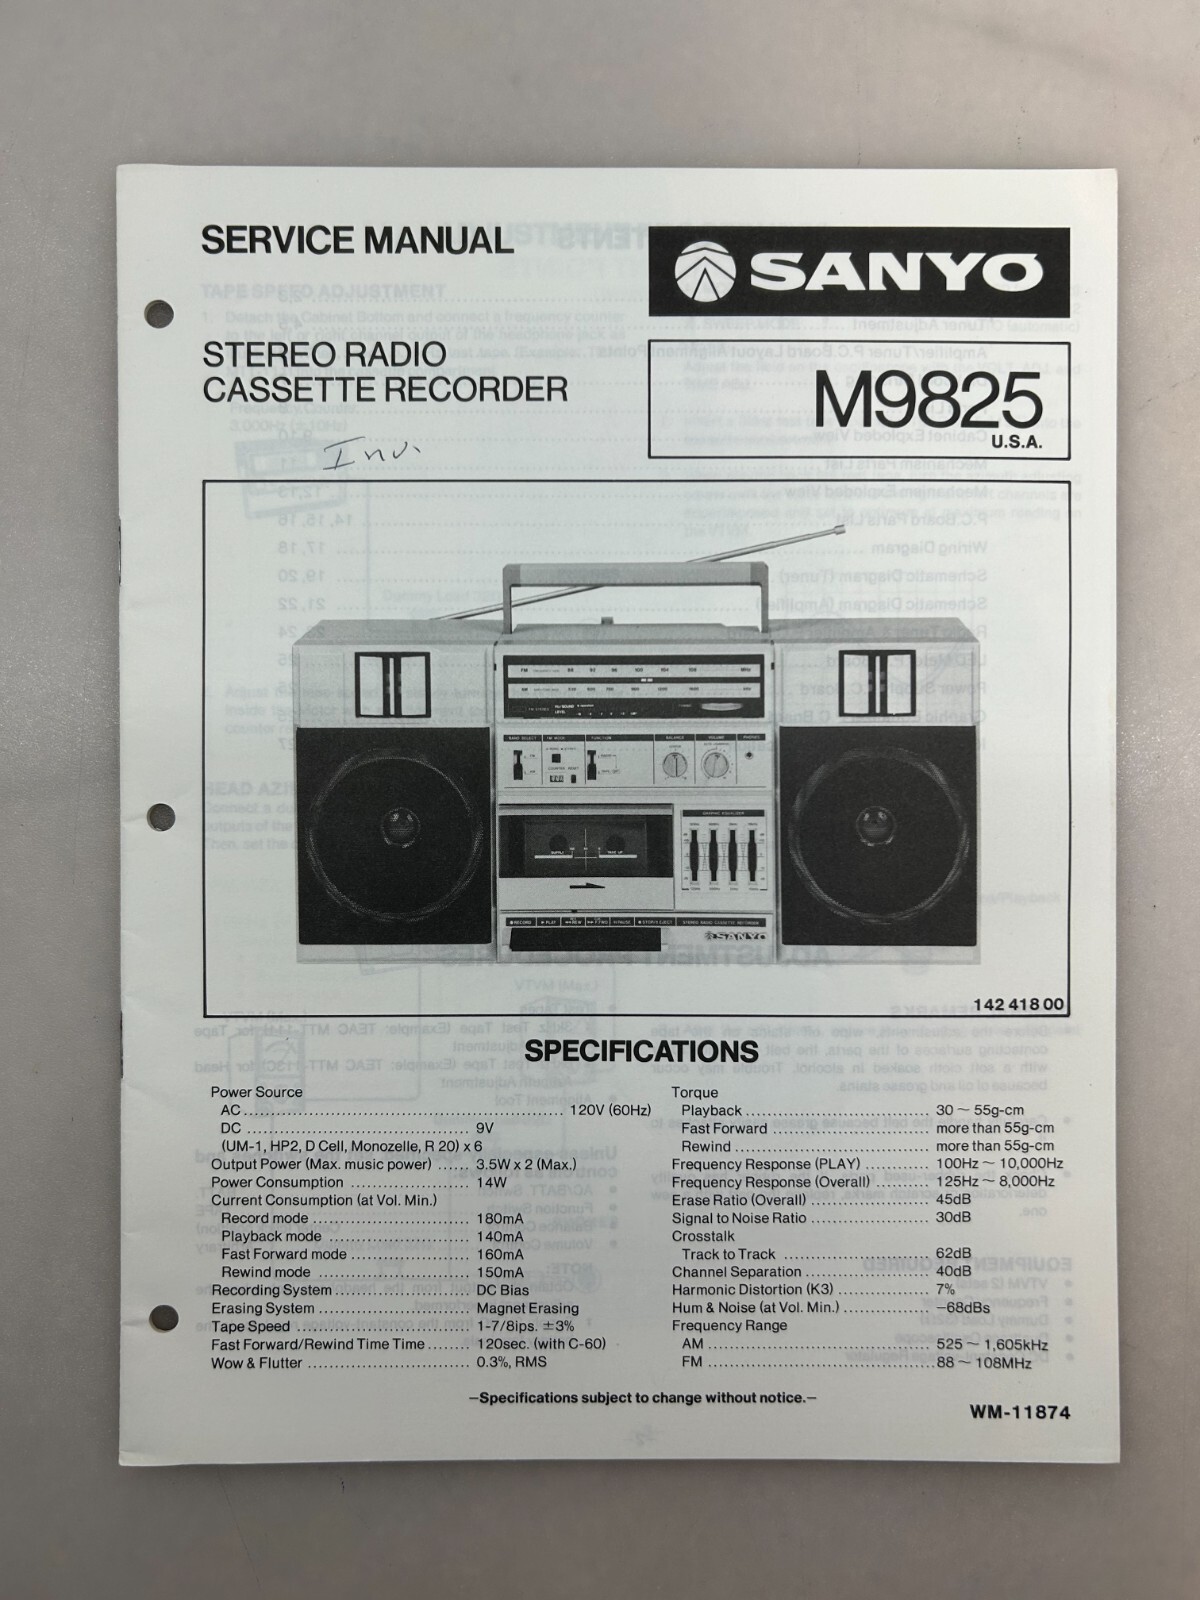 SERVICE MANUAL
SANYO
STEREO RADIO
CASSETTE RECORDER
M9825
U.S.A.
Inv.
GRAPHIC EQUALIZER
SANYO
142 418 00
SPECIFICATIONS
Power Source
AC ........ 120V (60Hz)
DC ........ 9V
(UM-1, HP2, D Cell, Monozelle, R 20) x 6
Output Power (Max. music power) ...... 3.5W x 2 (Max.)
Power Consumption ........ 14W
Current Consumption (at Vol. Min.)
Record mode ........ 180mA
Playback mode ........ 140mA
Fast Forward mode ........ 160mA
Rewind mode ........ 150mA
Recording System ........ DC Bias
Erasing System ........ Magnet Erasing
Tape Speed ........ 1-7/8ips. ±3%
Fast Forward/Rewind Time Time ........ 120sec. (with C-60)
Wow & Flutter ........ 0.3%, RMS
Torque
Playback ........ 30 ~ 55g-cm
Fast Forward ........ more than 55g-cm
Rewind ........ more than 55g-cm
Frequency Response (PLAY) ........ 100Hz ~ 10,000Hz
Frequency Response (Overall) ........ 125Hz ~ 8,000Hz
Erase Ratio (Overall) ........ 45dB
Signal to Noise Ratio ........ 30dB
Crosstalk
Track to Track ........ 62dB
Channel Separation ........ 40dB
Harmonic Distortion (K3) ........ 7%
Hum & Noise (at Vol. Min.) ........ −68dBs
Frequency Range
AM ........ 525 ~ 1,605kHz
FM ........ 88 ~ 108MHz
—Specifications subject to change without notice.—
WM-11874